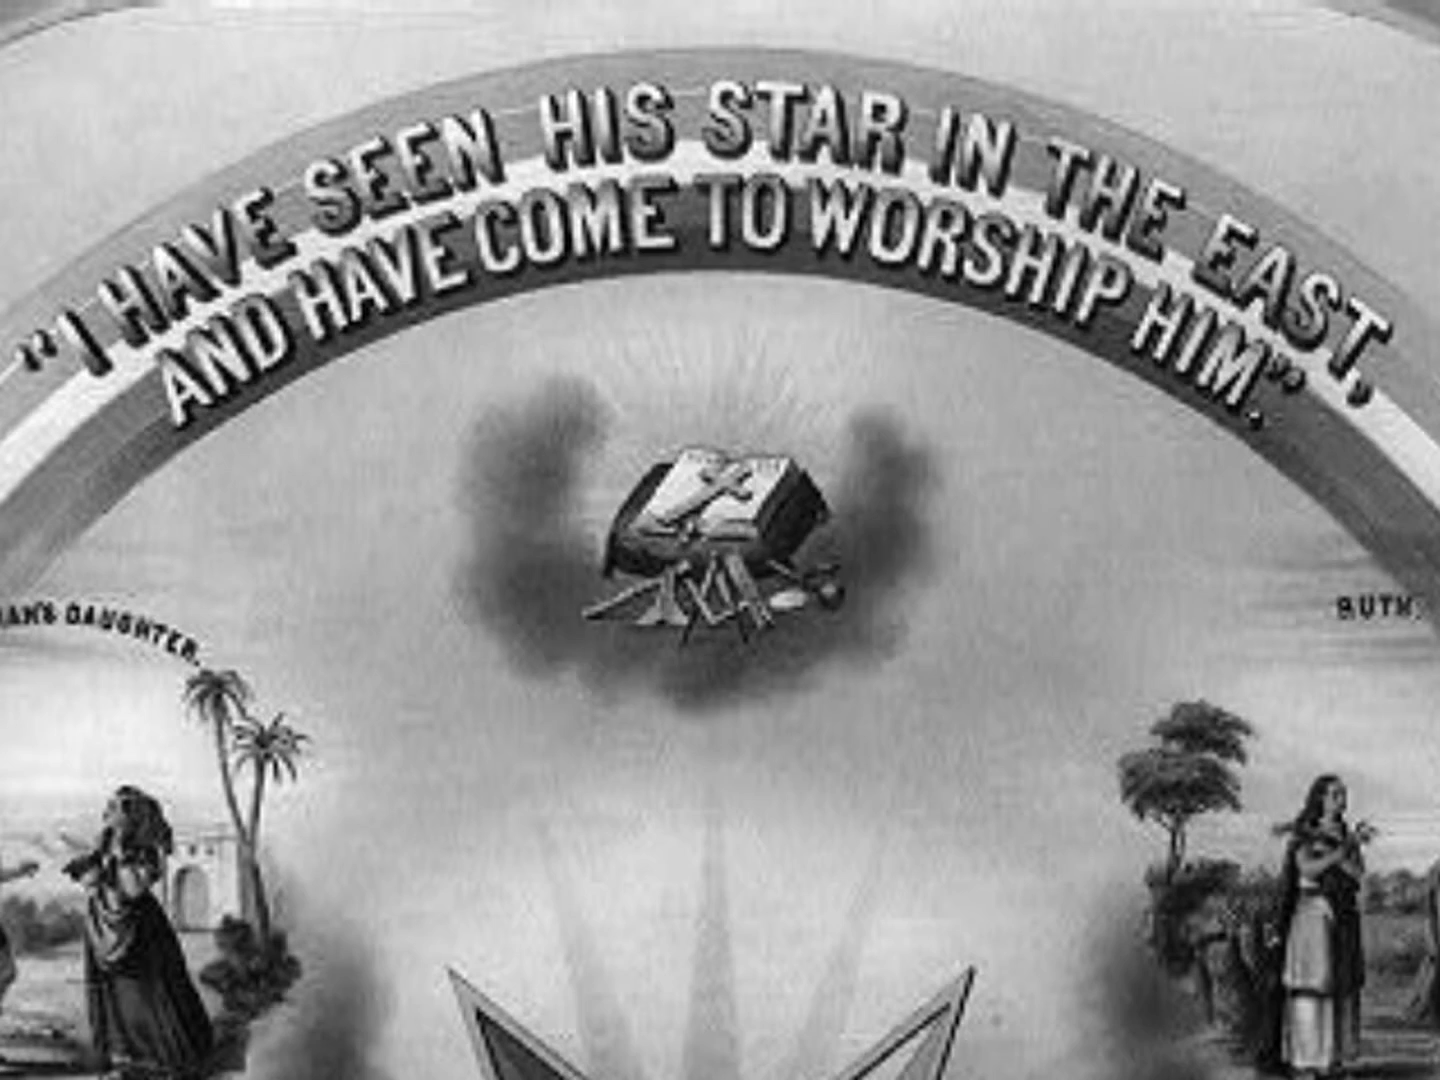 "I HAVE SEEN HIS STAR IN THE EAST,
AND HAVE COME TO WORSHIP HIM".
DAUGHTER.
RUTH.